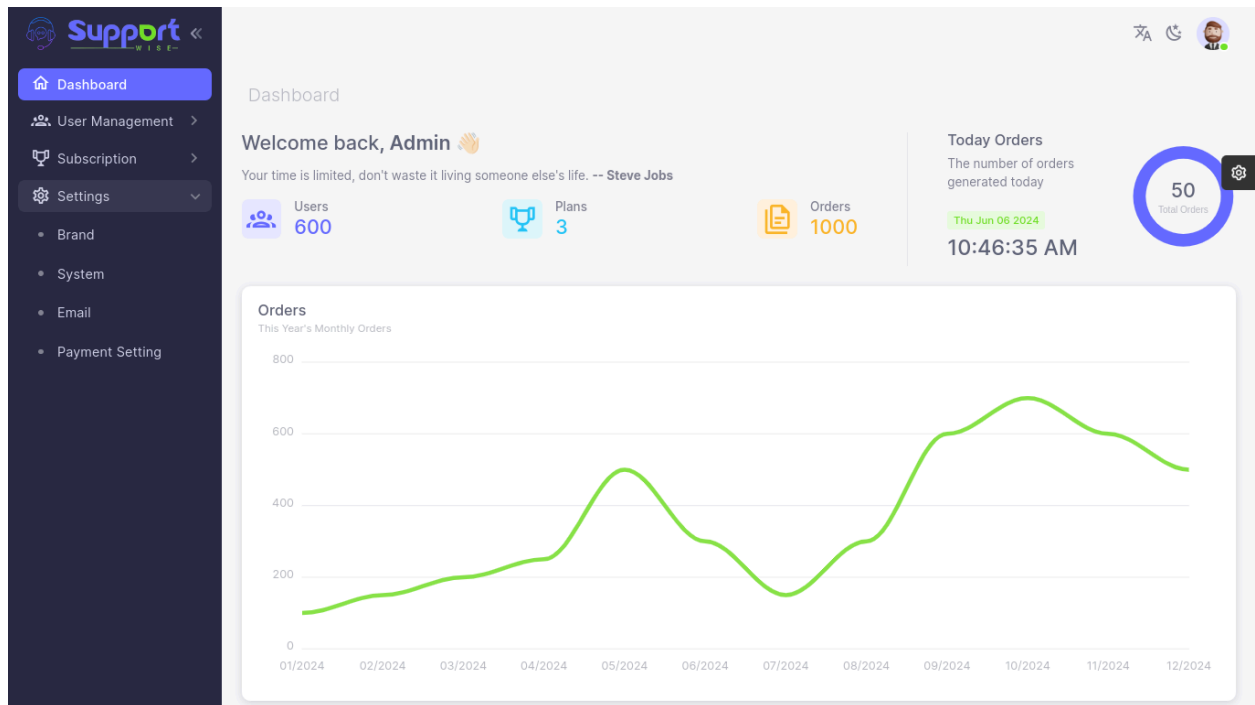 Support
WISE
Dashboard
User Management
Subscription
Settings
Brand
System
Email
Payment Setting
Dashboard
Welcome back, Admin 👋🏻
Your time is limited, don't waste it living someone else's life. -- Steve Jobs
Users
600
Plans
3
Orders
1000
Today Orders
The number of orders
generated today
Thu Jun 06 2024
10:46:35 AM
50
Total Orders
Orders
This Year's Monthly Orders
800
600
400
200
0
01/2024 02/2024 03/2024 04/2024 05/2024 06/2024 07/2024 08/2024 09/2024 10/2024 11/2024 12/2024